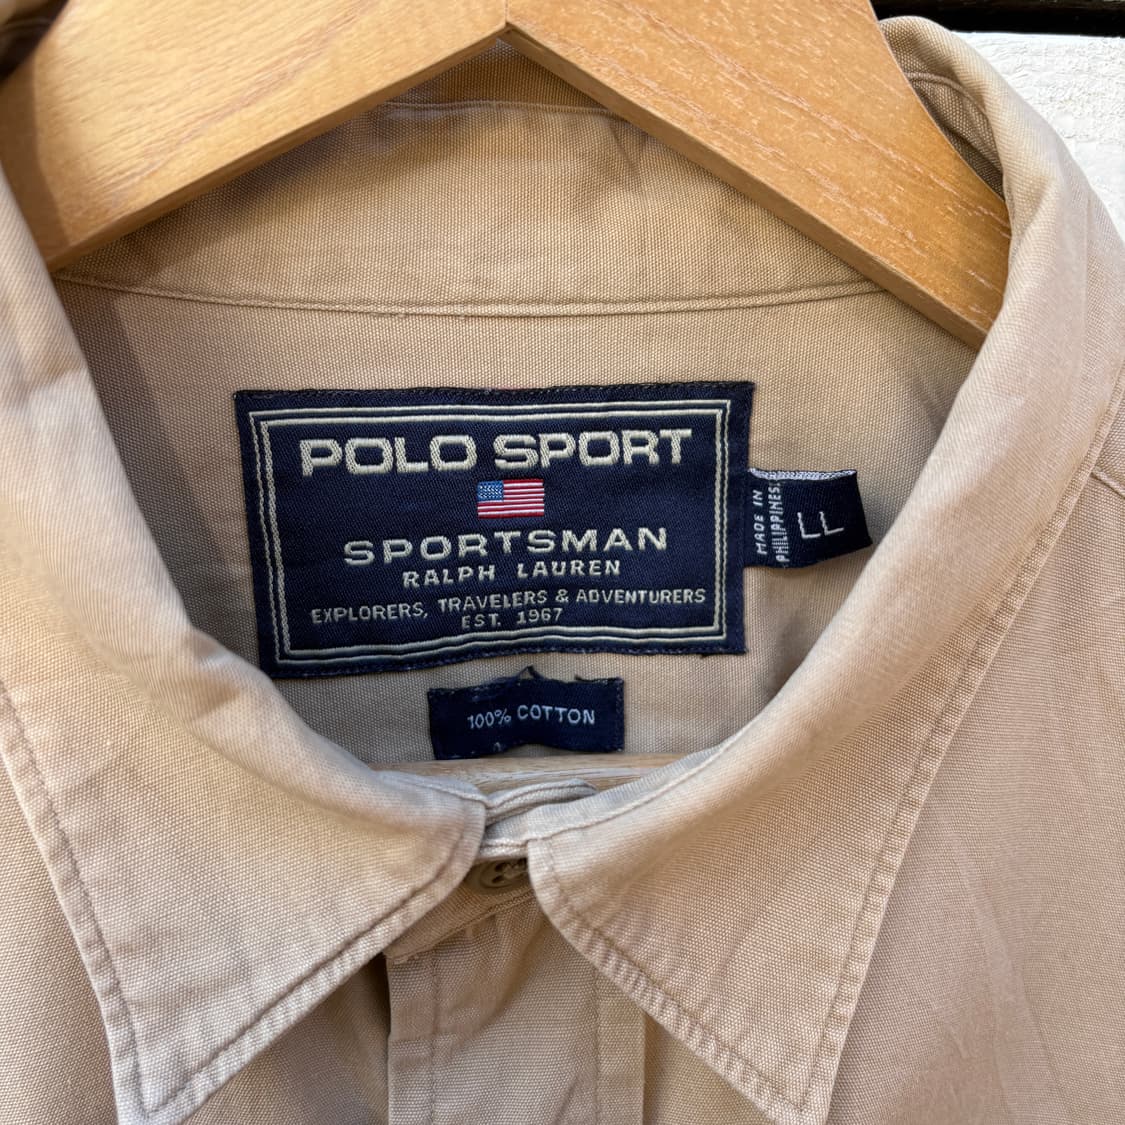 POLO SPORT
SPORTSMAN
RALPH LAUREN
EXPLORERS, TRAVELERS & ADVENTURERS
EST. 1967
MADE IN
PHILIPPINES
LL
100% COTTON